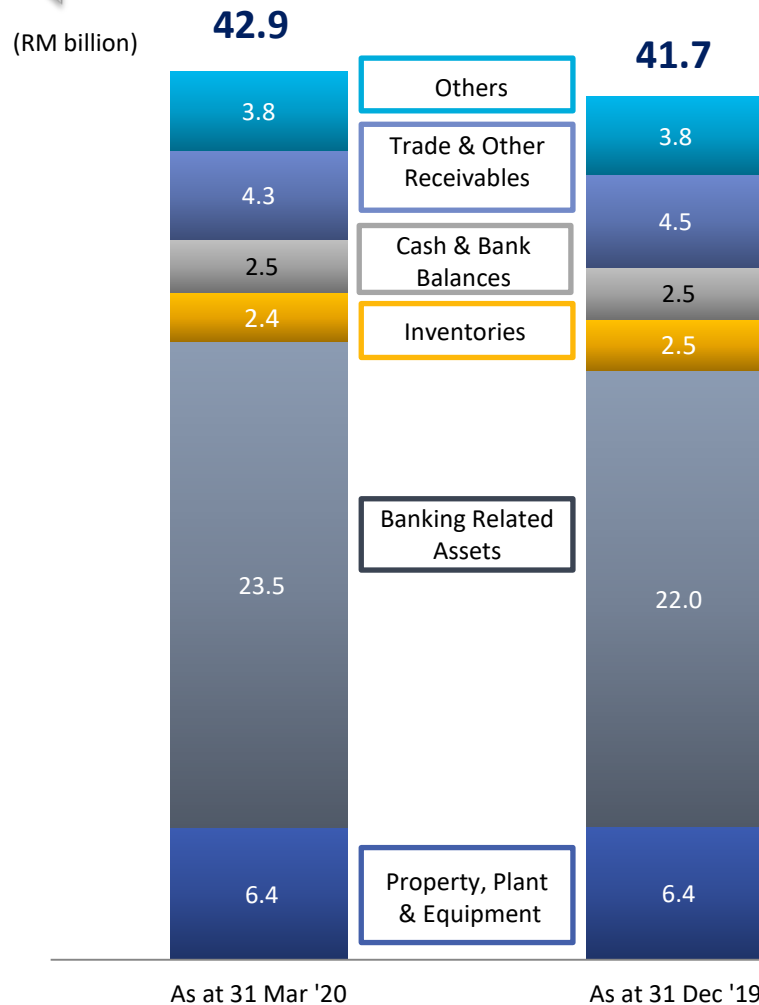 (RM billion)
42.9
41.7
3.8
Others
3.8
4.3
Trade & Other
Receivables
4.5
2.5
Cash & Bank
Balances
2.5
2.4
Inventories
2.5
23.5
Banking Related
Assets
22.0
6.4
Property, Plant
& Equipment
6.4
As at 31 Mar '20
As at 31 Dec '19